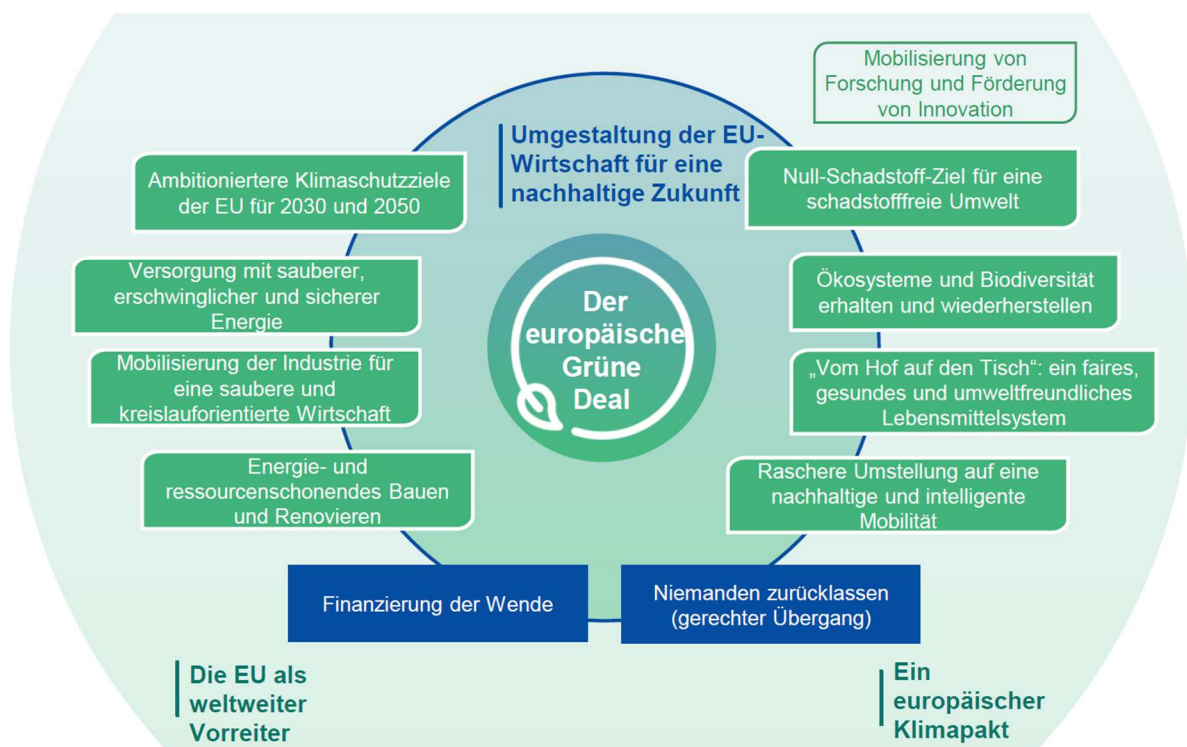 Mobilisierung von
Forschung und Förderung
von Innovation
Umgestaltung der EU-
Wirtschaft für eine
nachhaltige Zukunft
Ambitioniertere Klimaschutzziele
der EU für 2030 und 2050
Null-Schadstoff-Ziel für eine
schadstofffreie Umwelt
Versorgung mit sauberer,
erschwinglicher und sicherer
Energie
Ökosysteme und Biodiversität
erhalten und wiederherstellen
Der
europäische
Grüne
Deal
Mobilisierung der Industrie für
eine saubere und
kreislauforientierte Wirtschaft
„Vom Hof auf den Tisch“: ein faires,
gesundes und umweltfreundliches
Lebensmittelsystem
Energie- und
ressourcenschonendes Bauen
und Renovieren
Raschere Umstellung auf eine
nachhaltige und intelligente
Mobilität
Finanzierung der Wende
Niemanden zurücklassen
(gerechter Übergang)
Die EU als
weltweiter
Vorreiter
Ein
europäischer
Klimapakt